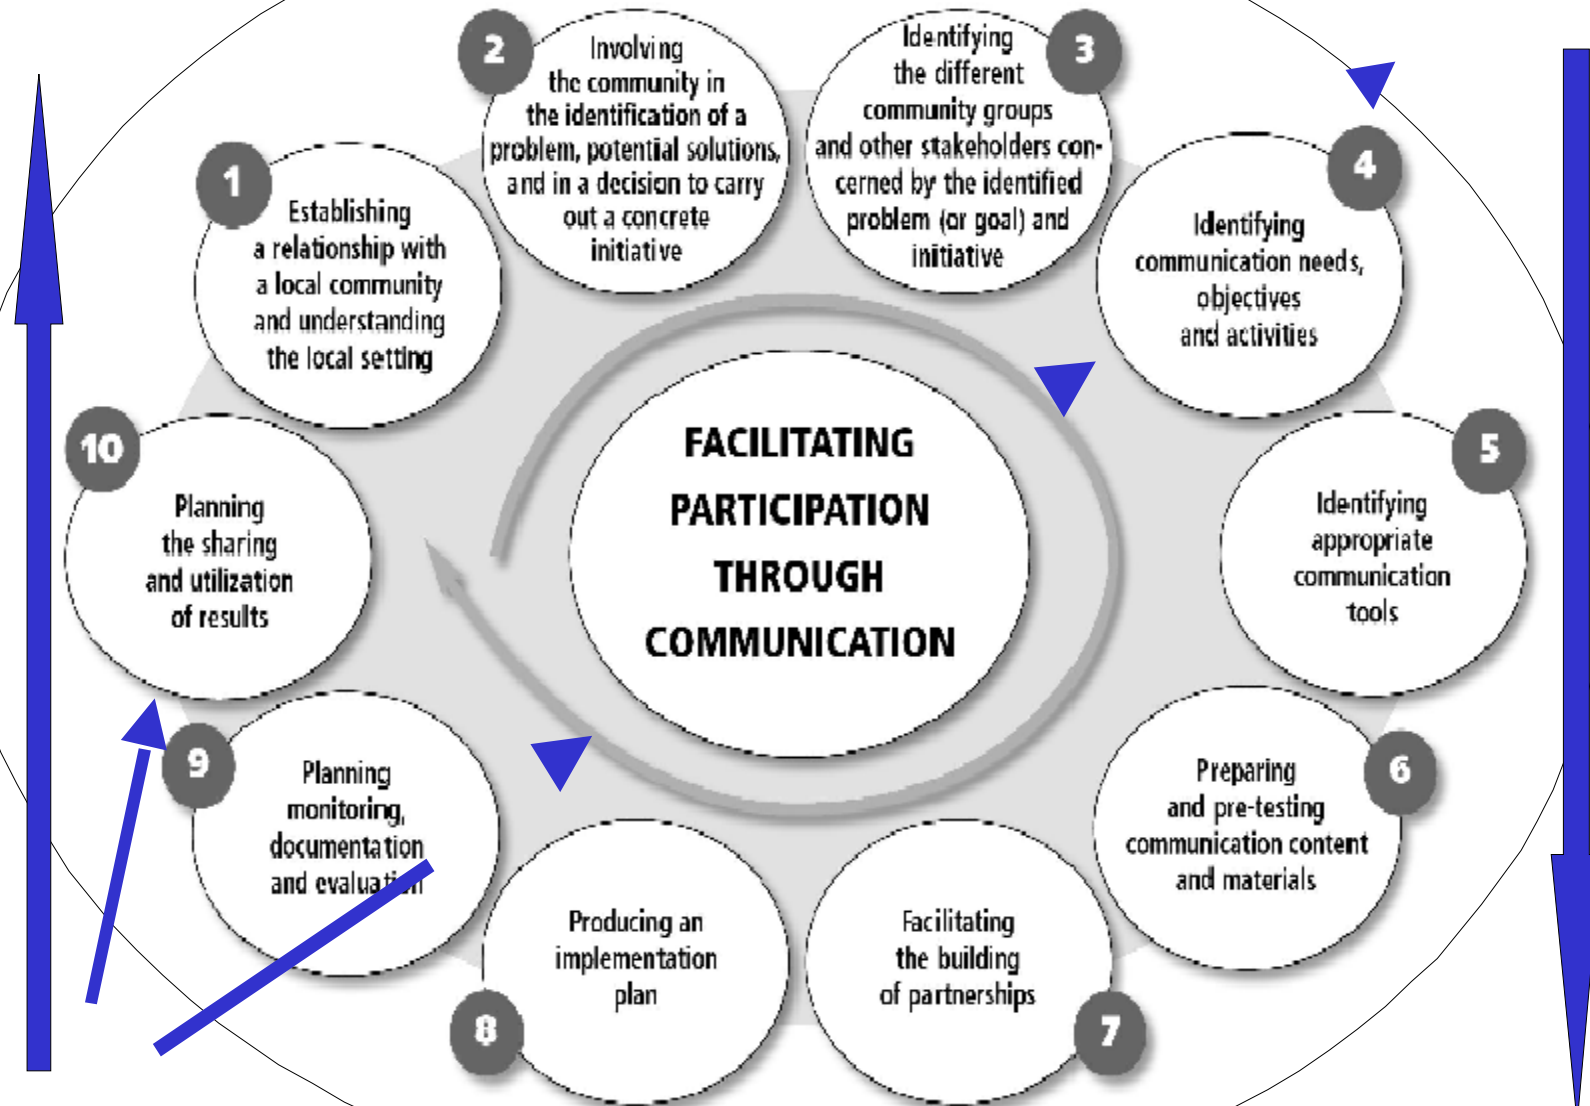 1
Establishing
a relationship with
a local community
and understanding
the local setting
2
Involving
the community in
the identification of a
problem, potential solutions,
and in a decision to carry
out a concrete
initiative
3
Identifying
the different
community groups
and other stakeholders con-
cerned by the identified
problem (or goal) and
initiative
4
Identifying
communication needs,
objectives
and activities
5
Identifying
appropriate
communication
tools
6
Preparing
and pre-testing
communication content
and materials
7
Facilitating
the building
of partnerships
8
Producing an
implementation
plan
9
Planning
monitoring,
documentation
and evaluation
10
Planning
the sharing
and utilization
of results
FACILITATING
PARTICIPATION
THROUGH
COMMUNICATION